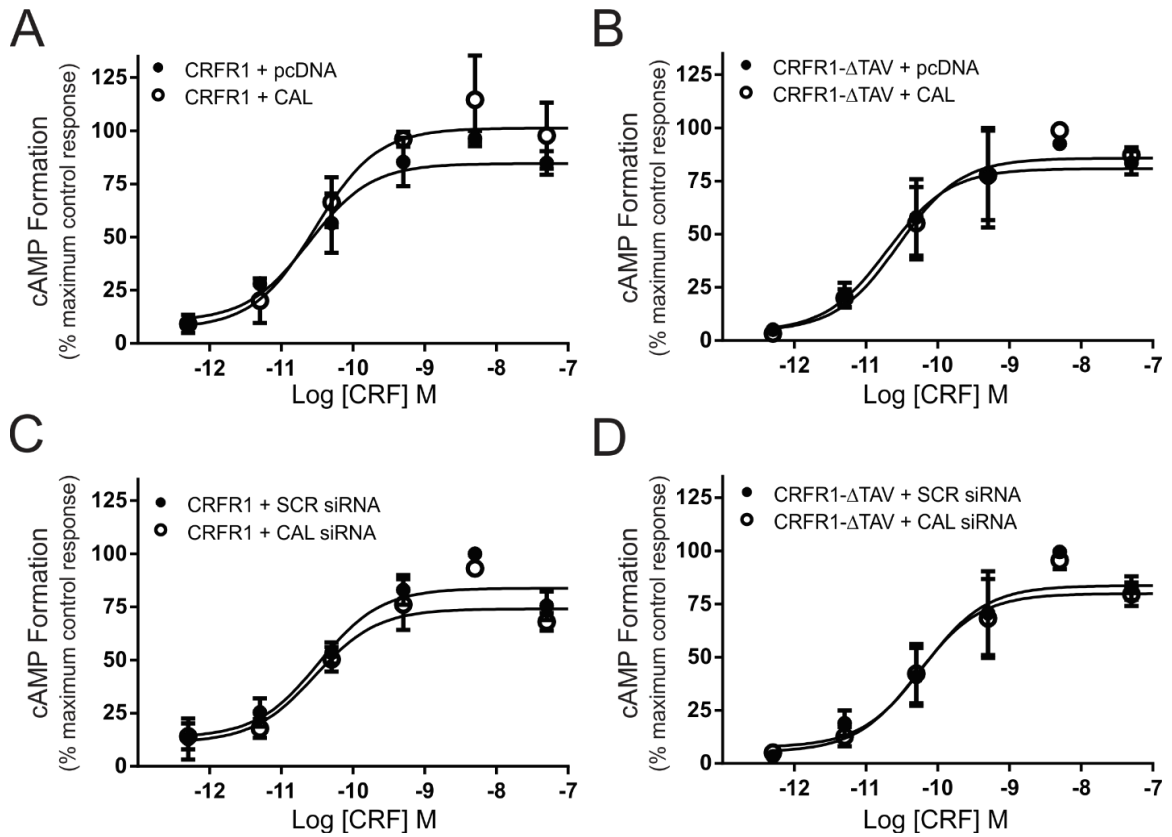 A
CRFR1 + pcDNA
CRFR1 + CAL
cAMP Formation
(% maximum control response)
125
100
75
50
25
0
-12
-11
-10
-9
-8
-7
Log [CRF] M
B
CRFR1-ΔTAV + pcDNA
CRFR1-ΔTAV + CAL
cAMP Formation
(% maximum control response)
125
100
75
50
25
0
-12
-11
-10
-9
-8
-7
Log [CRF] M
C
CRFR1 + SCR siRNA
CRFR1 + CAL siRNA
cAMP Formation
(% maximum control response)
125
100
75
50
25
0
-12
-11
-10
-9
-8
-7
Log [CRF] M
D
CRFR1-ΔTAV + SCR siRNA
CRFR1-ΔTAV + CAL siRNA
cAMP Formation
(% maximum control response)
125
100
75
50
25
0
-12
-11
-10
-9
-8
-7
Log [CRF] M